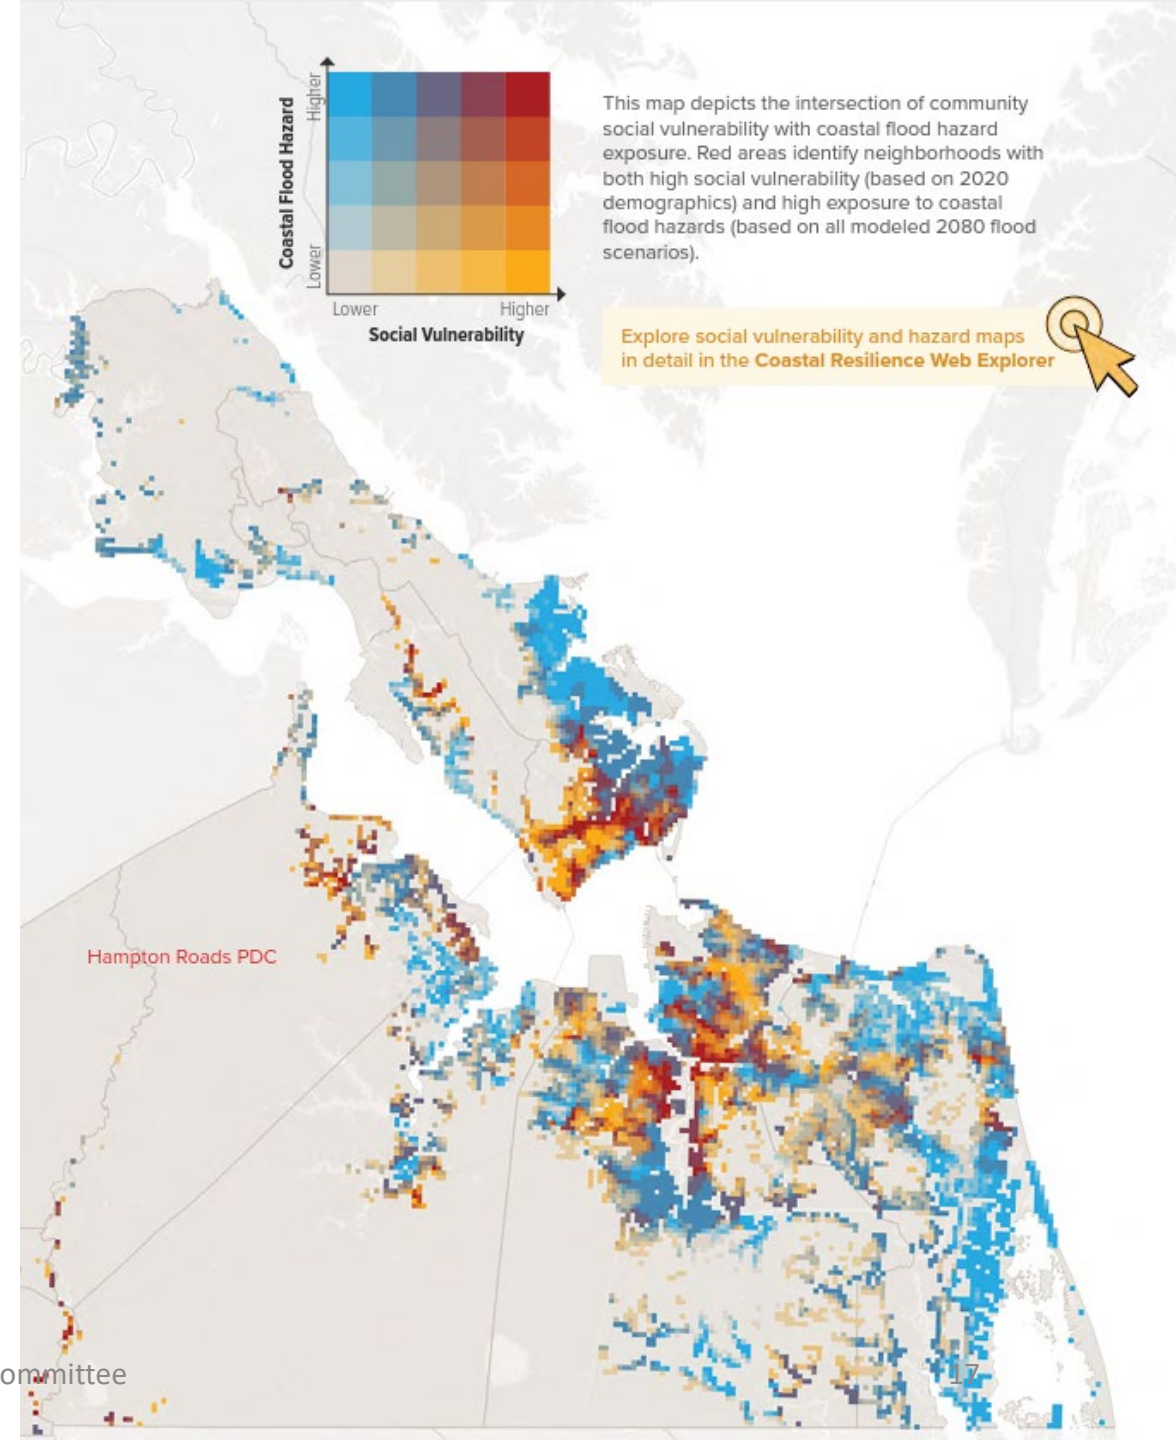 Higher
Coastal Flood Hazard
Lower
Lower
Higher
Social Vulnerability
This map depicts the intersection of community
social vulnerability with coastal flood hazard
exposure. Red areas identify neighborhoods with
both high social vulnerability (based on 2020
demographics) and high exposure to coastal
flood hazards (based on all modeled 2080 flood
scenarios).
Explore social vulnerability and hazard maps
in detail in the Coastal Resilience Web Explorer
Hampton Roads PDC
ommittee
17